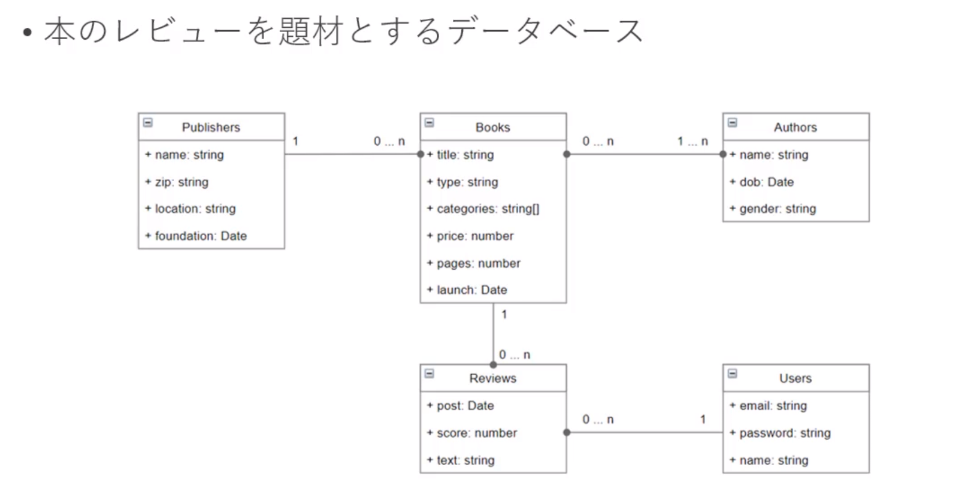 • 本のレビューを題材とするデータベース
Publishers
+ name: string
+ zip: string
+ location: string
+ foundation: Date
1
0 ... n
Books
+ title: string
+ type: string
+ categories: string[]
+ price: number
+ pages: number
+ launch: Date
0 ... n
1 ... n
Authors
+ name: string
+ dob: Date
+ gender: string
1
0 ... n
Reviews
+ post: Date
+ score: number
+ text: string
0 ... n
1
Users
+ email: string
+ password: string
+ name: string